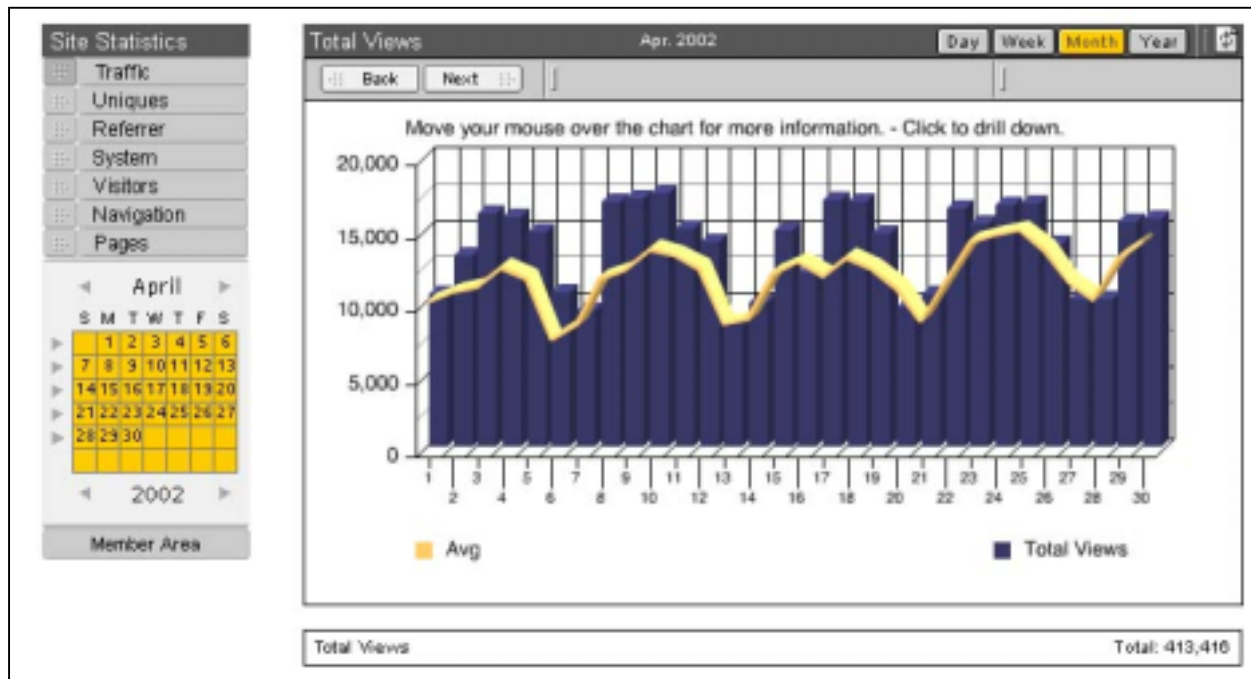 Site Statistics
Traffic
Uniques
Referrer
System
Visitors
Navigation
Pages
April
S M T W T F S
1 2 3 4 5 6
7 8 9 10 11 12 13
14 15 16 17 18 19 20
21 22 23 24 25 26 27
28 29 30
2002
Member Area
Total Views Apr. 2002 Day Week Month Year
Back Next
Move your mouse over the chart for more information. - Click to drill down.
20,000
15,000
10,000
5,000
0
1 3 5 7 9 11 13 15 17 19 21 23 25 27 29
2 4 6 8 10 12 14 16 18 20 22 24 26 28 30
Avg Total Views
Total Views Total: 413,416